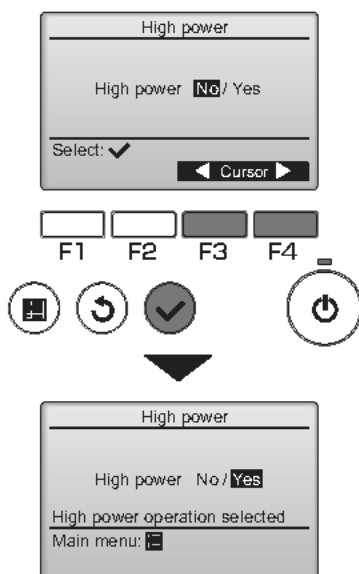 High power
High power No / Yes
Select:
Cursor
F1 F2 F3 F4
High power
High power No / Yes
High power operation selected
Main menu: